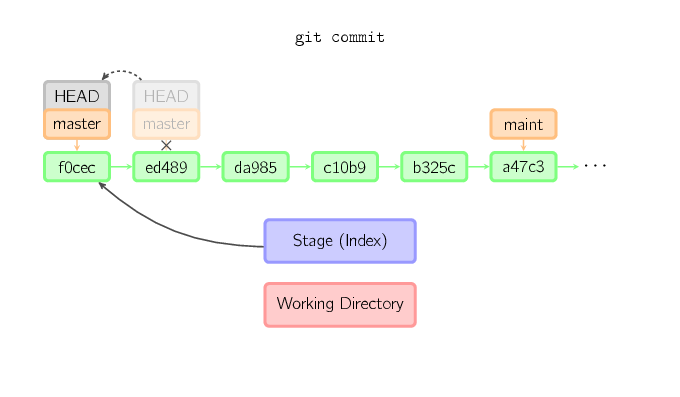 git commit
HEAD
HEAD
master
master
maint
f0cec
ed489
da985
c10b9
b325c
a47c3
...
Stage (Index)
Working Directory